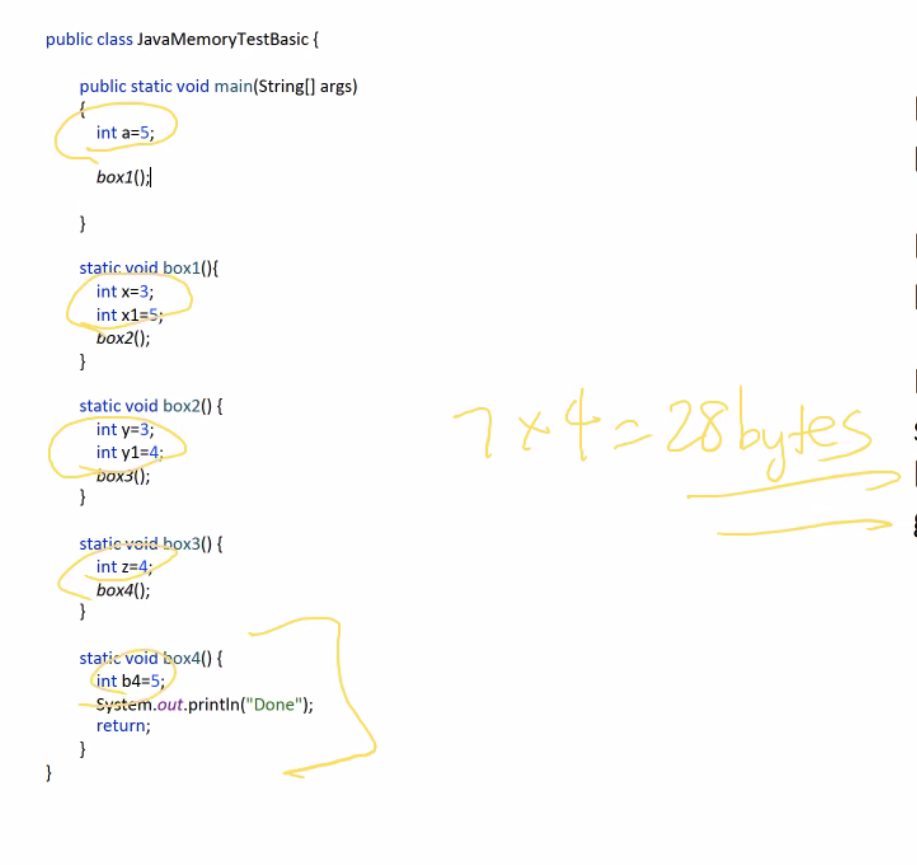 public class JavaMemoryTestBasic {
public static void main(String[] args)
{
int a=5;
box1();
}
static void box1(){
int x=3;
int x1=5;
box2();
}
static void box2() {
int y=3;
int y1=4;
box3();
}
7 x 4 = 28 bytes
static void box3() {
int z=4;
box4();
}
static void box4() {
int b4=5;
System.out.println("Done");
return;
}
}